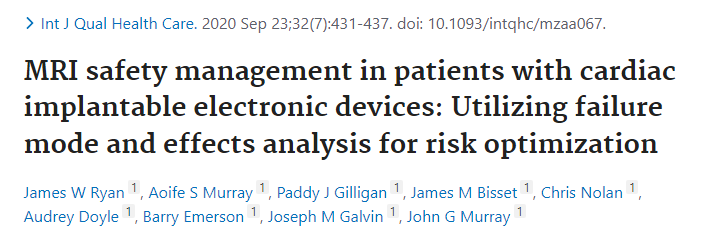 Int J Qual Health Care. 2020 Sep 23;32(7):431-437. doi: 10.1093/intqhc/mzaa067.
MRI safety management in patients with cardiac
implantable electronic devices: Utilizing failure
mode and effects analysis for risk optimization
James W Ryan 1, Aoife S Murray 1, Paddy J Gilligan 1, James M Bisset 1, Chris Nolan 1,
Audrey Doyle 1, Barry Emerson 1, Joseph M Galvin 1, John G Murray 1